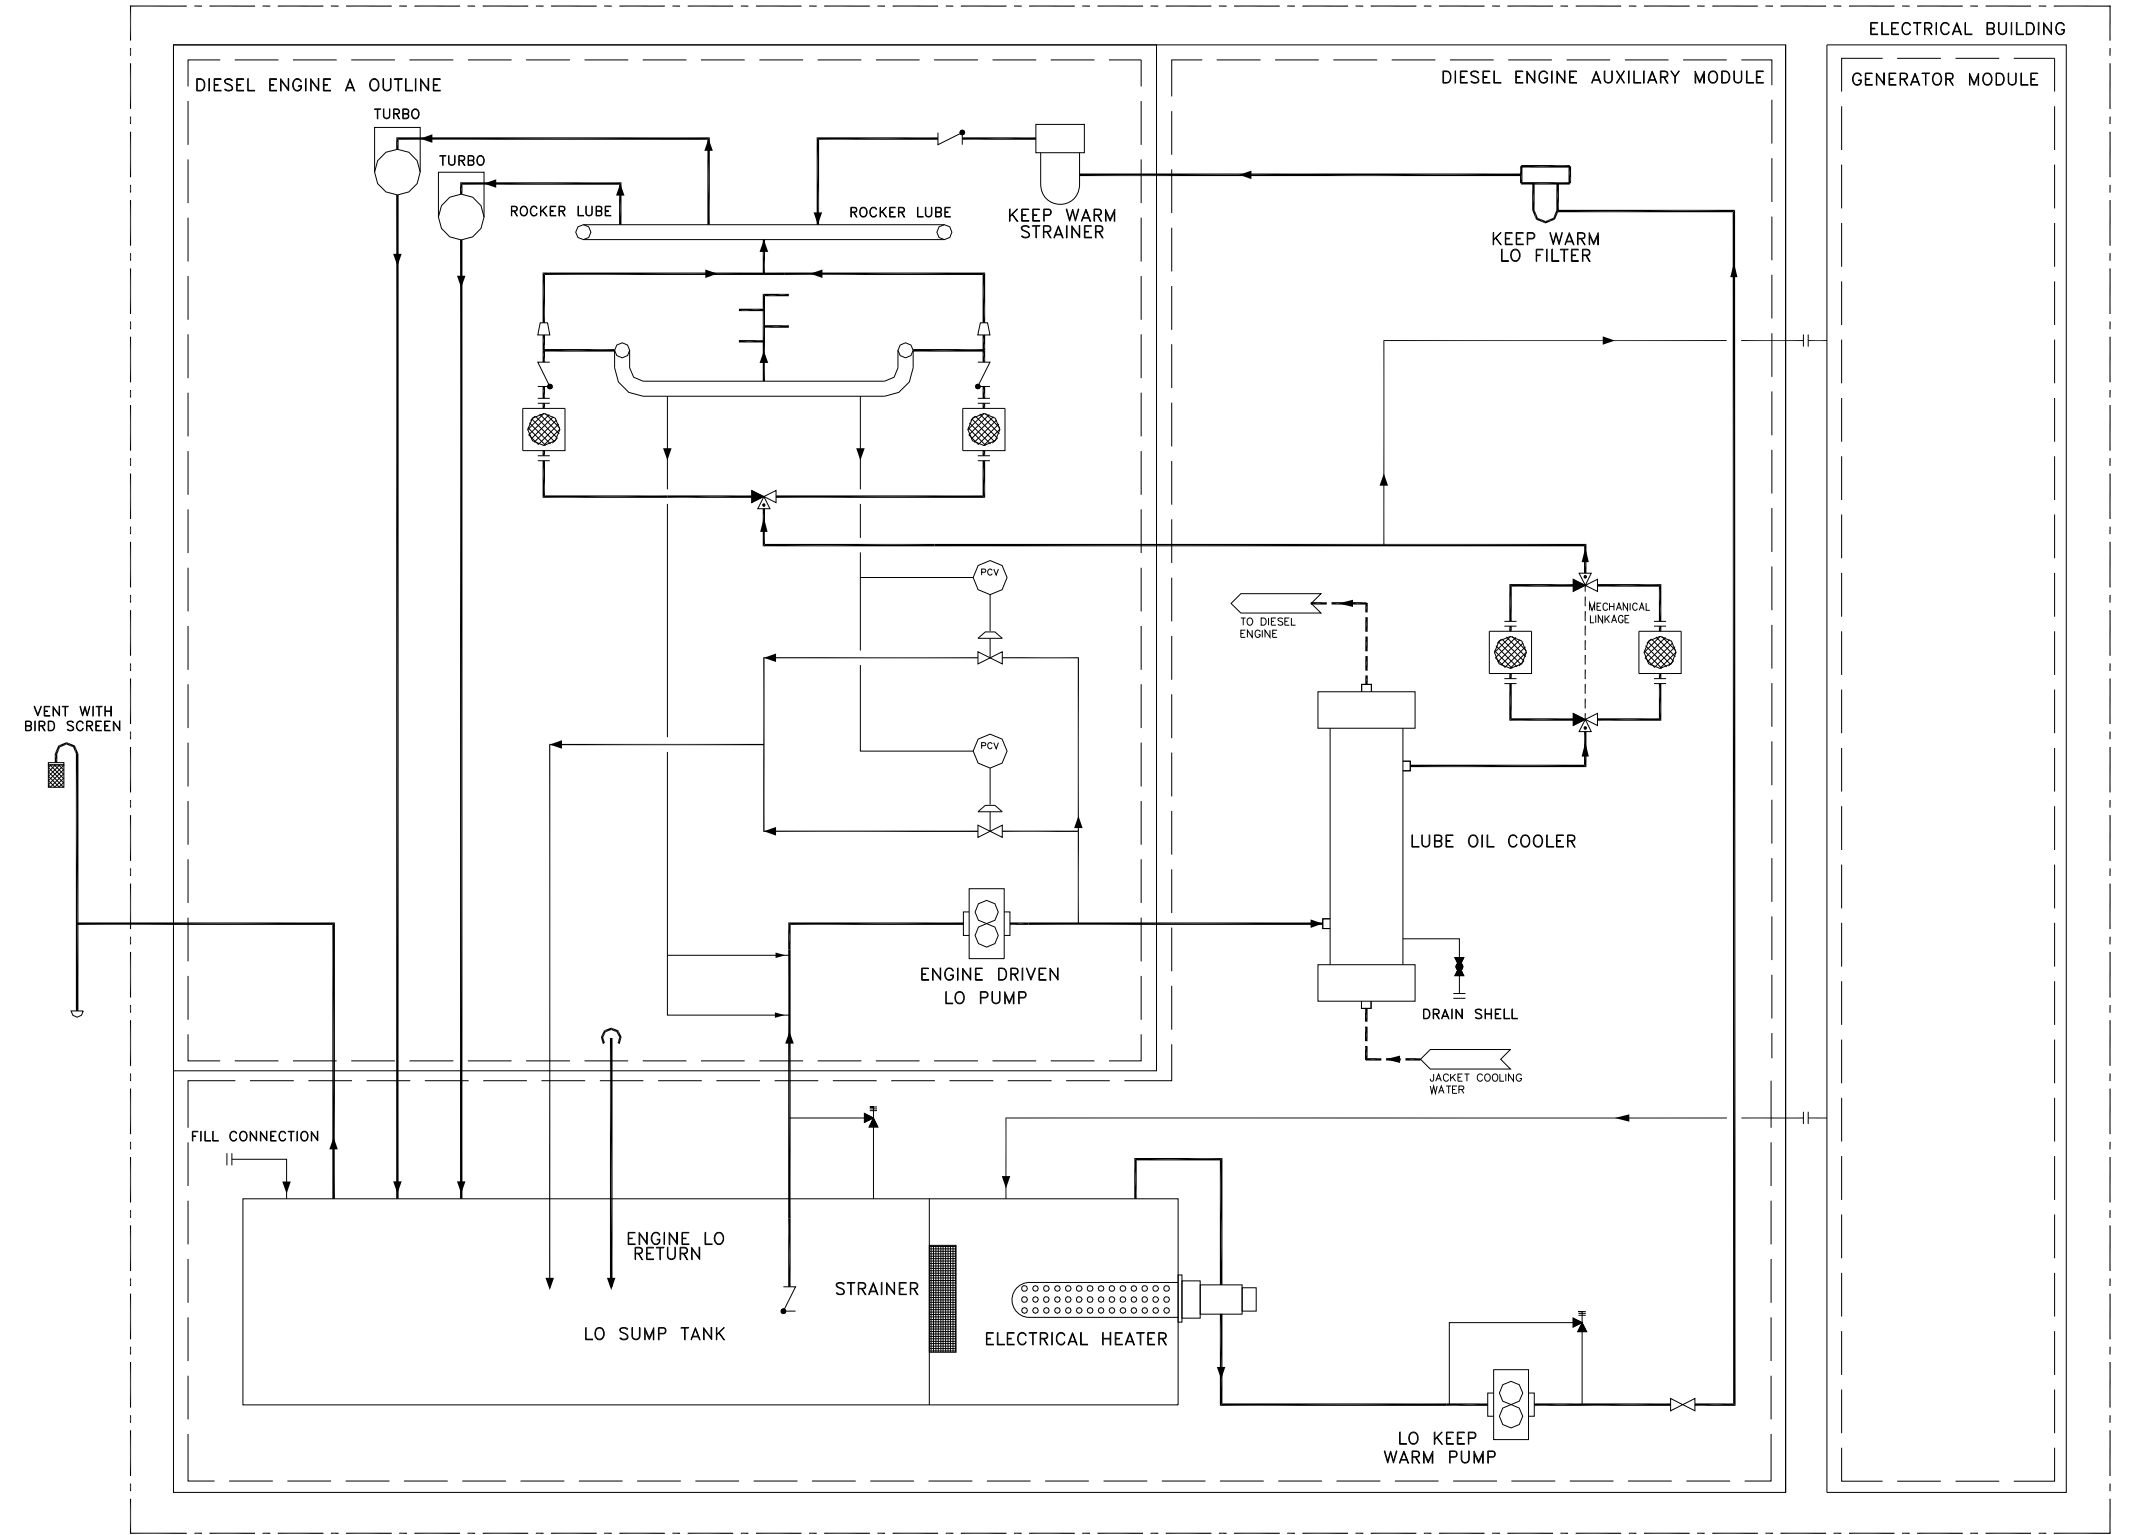 ELECTRICAL BUILDING
DIESEL ENGINE A OUTLINE
DIESEL ENGINE AUXILIARY MODULE
GENERATOR MODULE
TURBO
TURBO
ROCKER LUBE
ROCKER LUBE
KEEP WARM
STRAINER
KEEP WARM
LO FILTER
PCV
MECHANICAL
LINKAGE
TO DIESEL
ENGINE
VENT WITH
BIRD SCREEN
PCV
LUBE OIL COOLER
ENGINE DRIVEN
LO PUMP
DRAIN SHELL
JACKET COOLING
WATER
FILL CONNECTION
ENGINE LO
RETURN
STRAINER
LO SUMP TANK
ELECTRICAL HEATER
LO KEEP
WARM PUMP